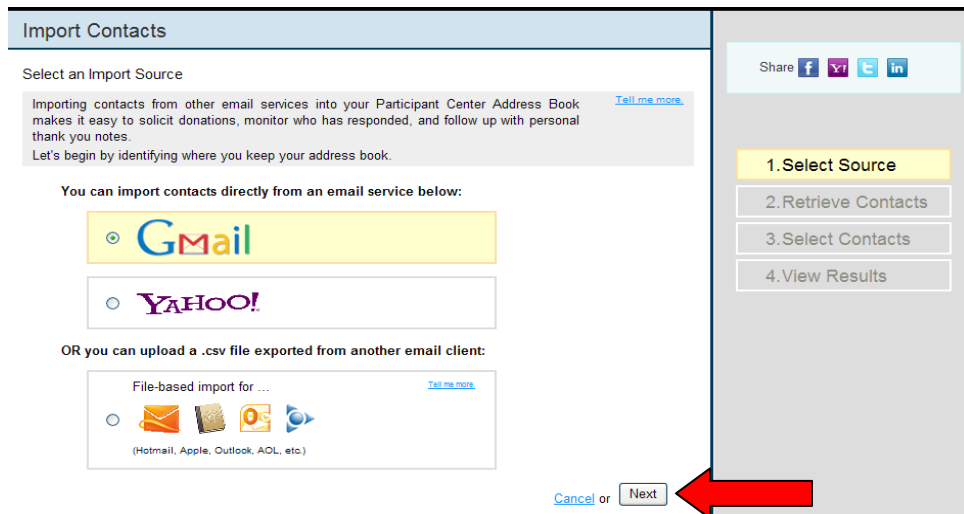 Import Contacts
Select an Import Source
Importing contacts from other email services into your Participant Center Address Book
makes it easy to solicit donations, monitor who has responded, and follow up with personal
thank you notes.
Tell me more.
Let's begin by identifying where you keep your address book.
You can import contacts directly from an email service below:
Gmail
YAHOO!
OR you can upload a .csv file exported from another email client:
File-based import for ...
Tell me more.
(Hotmail, Apple, Outlook, AOL, etc.)
Cancel or Next
Share f Y! t in
1.Select Source
2.Retrieve Contacts
3.Select Contacts
4.View Results